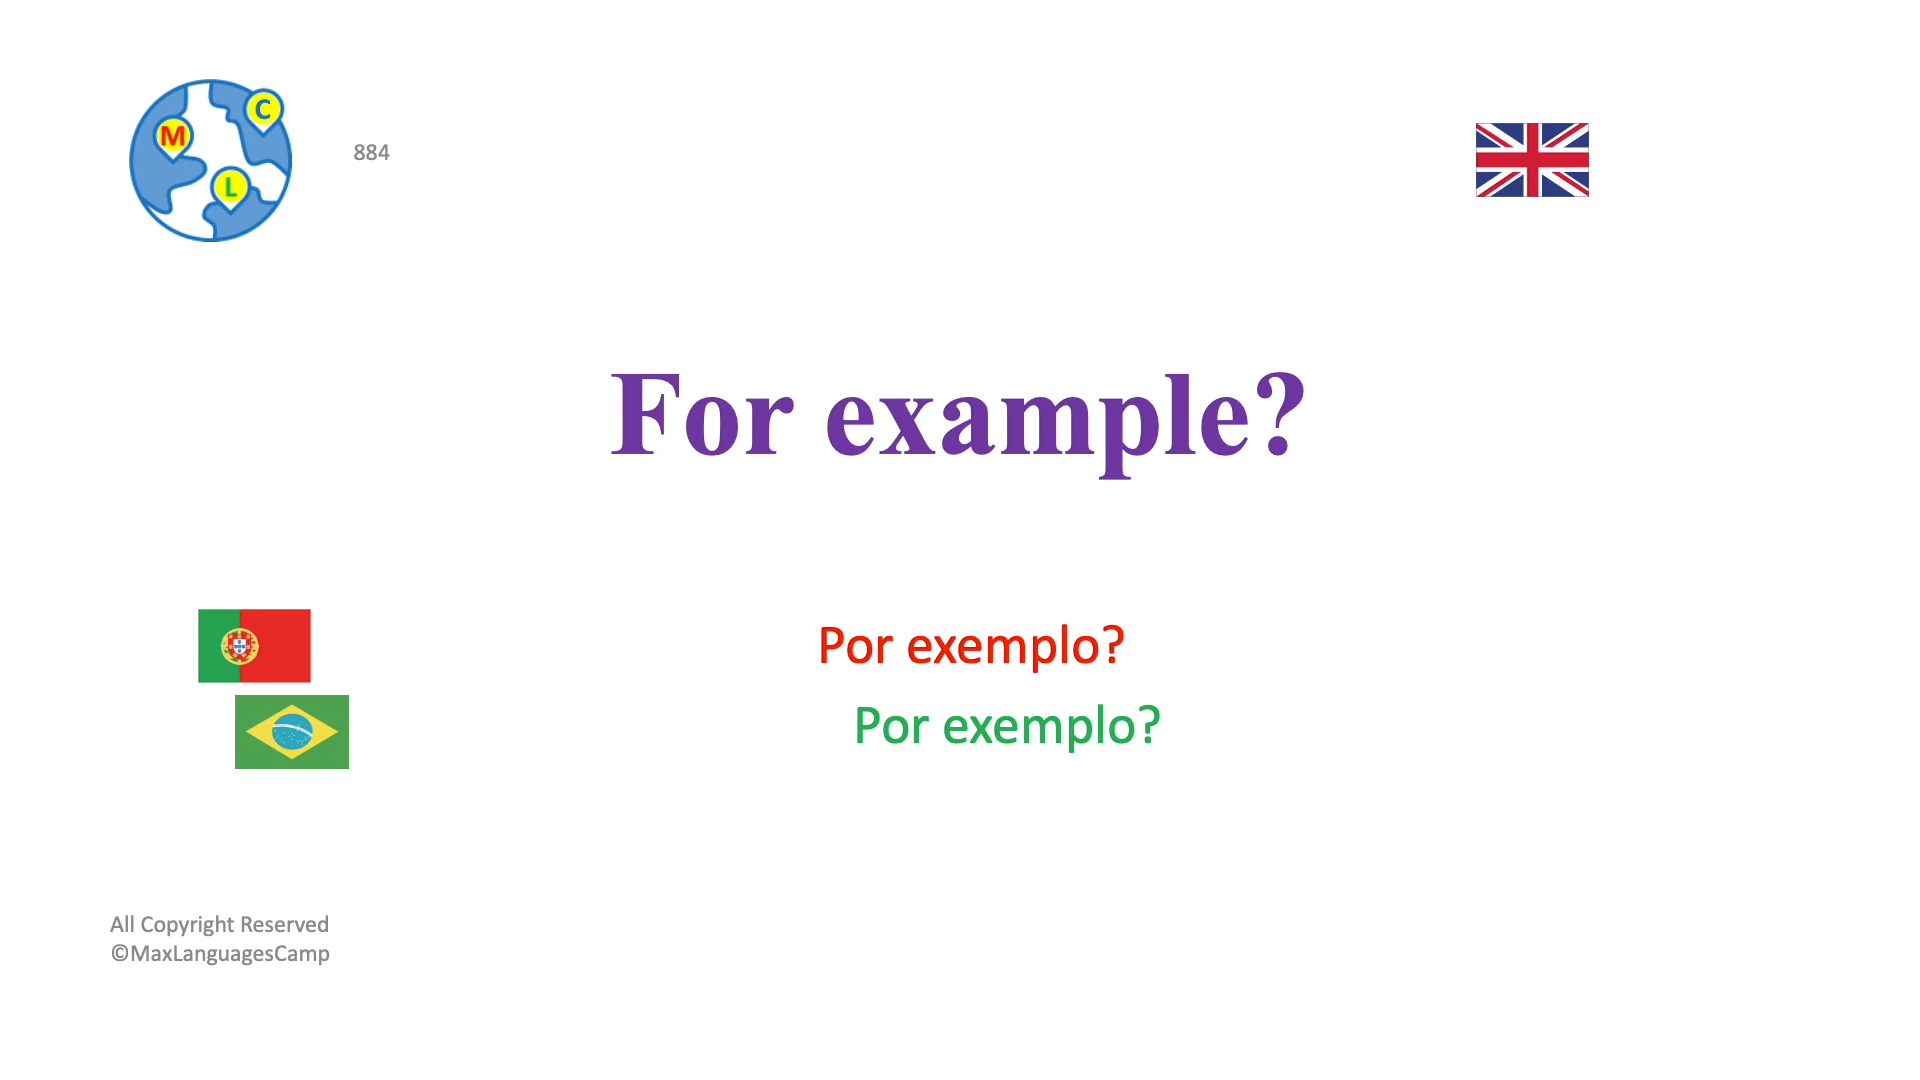 M
C
L
884
For example?
Por exemplo?
Por exemplo?
All Copyright Reserved
©MaxLanguagesCamp